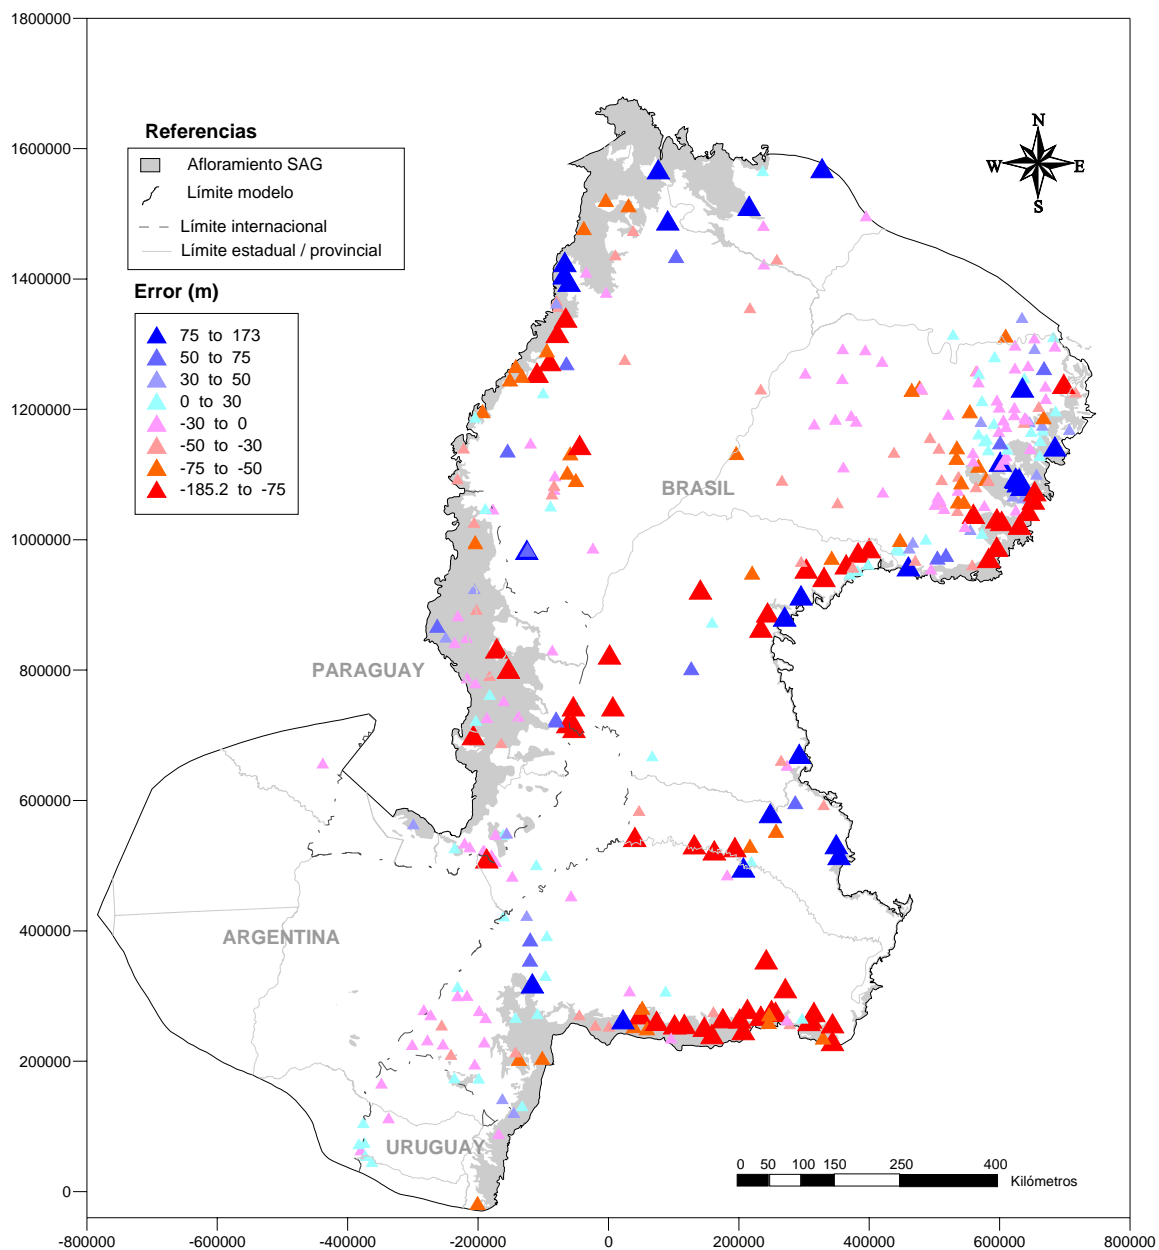 1800000
1600000
1400000
1200000
1000000
800000
600000
400000
200000
0
Referencias
Afloramiento SAG
Límite modelo
Límite internacional
Límite estadual / provincial
Error (m)
75 to 173
50 to 75
30 to 50
0 to 30
-30 to 0
-50 to -30
-75 to -50
-185.2 to -75
N
W
E
S
BRASIL
PARAGUAY
ARGENTINA
URUGUAY
0 50 100 150 250 400
Kilómetros
-800000 -600000 -400000 -200000 0 200000 400000 600000 800000